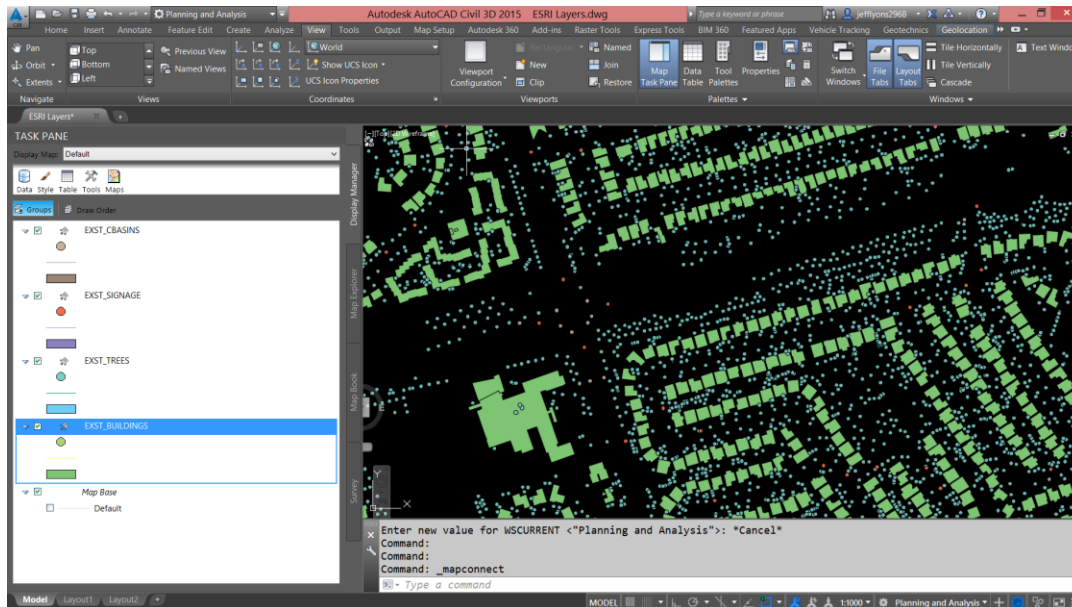 Planning and Analysis
Autodesk AutoCAD Civil 3D 2015 ESRI Layers.dwg
Type a keyword or phrase
jefflyons2968
Home Insert Annotate Feature Edit Create Analyze View Tools Output Map Setup Autodesk 360 Add-ins Raster Tools Express Tools BIM 360 Featured Apps Vehicle Tracking Geotechnics Geolocation
Pan Top Previous View World Rectangular Named Tile Horizontally Text Window
Orbit Bottom Named Views Show UCS Icon New Join Tile Vertically
Extents Left UCS Icon Properties Clip Restore Cascade
Viewport Configuration
Map Task Pane
Data Table
Tool Palettes
Properties
Switch Windows
File Tabs
Layout Tabs
Navigate Views Coordinates Viewports Palettes Windows
ESRI Layers*
TASK PANE
Display Map: Default
Data Style Table Tools Maps
Groups Draw Order
EXST_CBASINS
EXST_SIGNAGE
EXST_TREES
EXST_BUILDINGS
Map Base
Default
Display Manager
Map Explorer
Map Book
Survey
E
Y
X
Enter new value for WSCURRENT <"Planning and Analysis">: *Cancel*
Command:
Command:
Command: _mapconnect
Type a command
Model Layout1 Layout2
MODEL 1:1000 Planning and Analysis